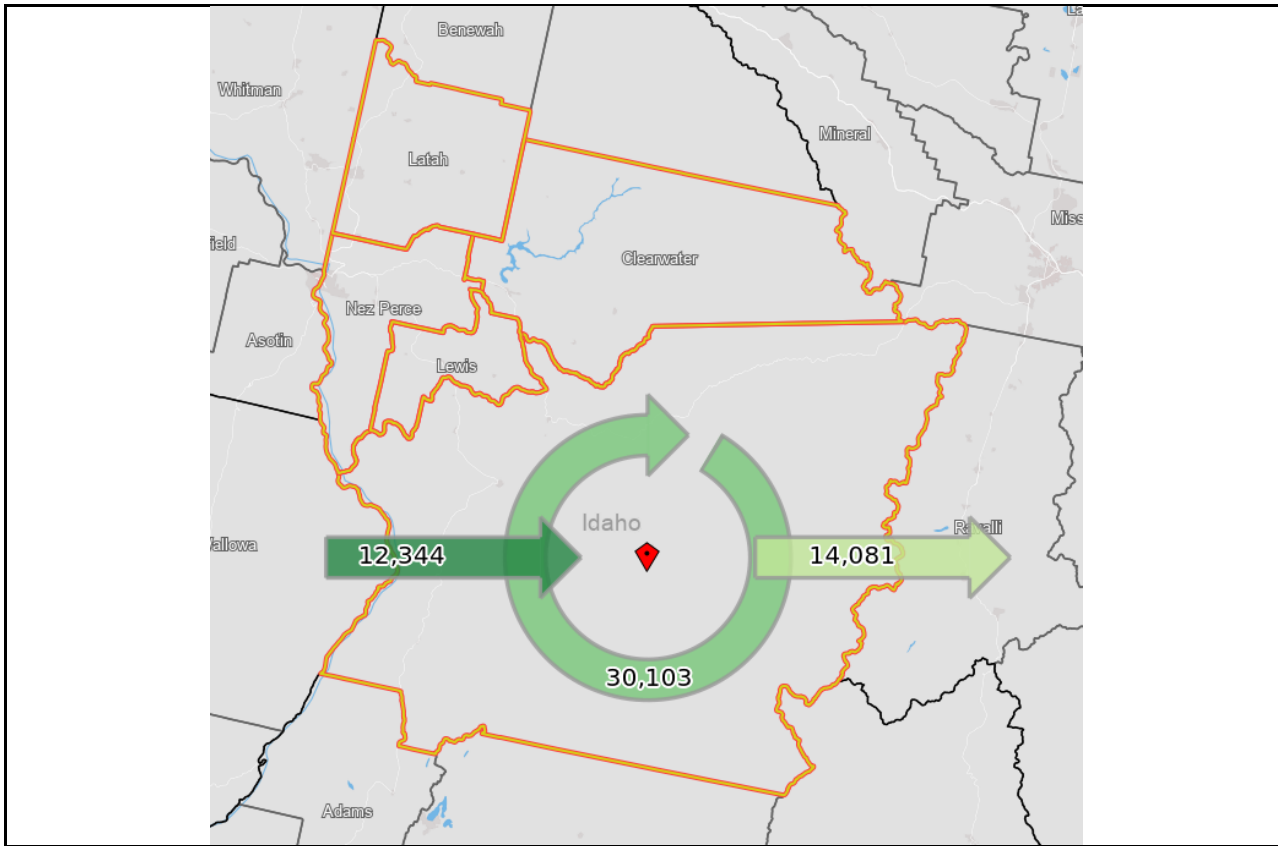 Benewah
Whitman
Mineral
Latah
Clearwater
Nez Perce
Asotin
Lewis
Idaho
12,344
14,081
30,103
Adams